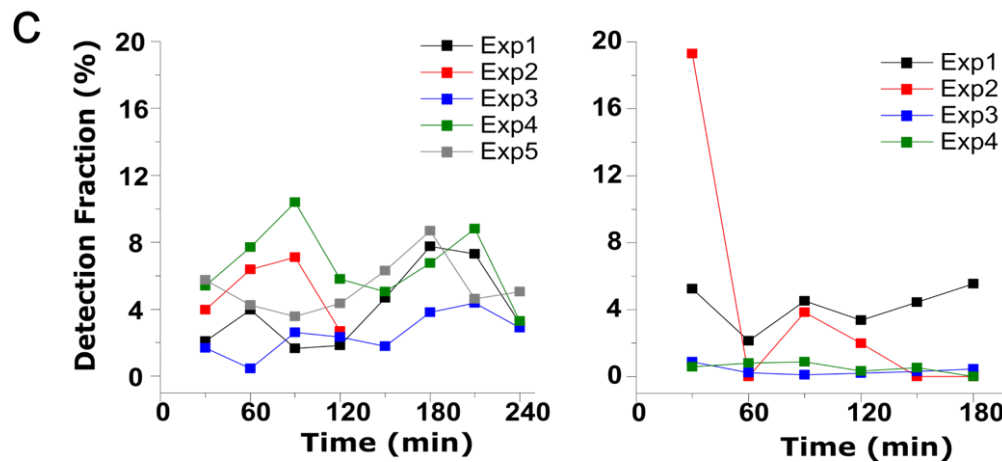 C
Detection Fraction (%)
20
16
12
8
4
0
Exp1
Exp2
Exp3
Exp4
Exp5
0 60 120 180 240
Time (min)
20
16
12
8
4
0
Exp1
Exp2
Exp3
Exp4
0 60 120 180
Time (min)